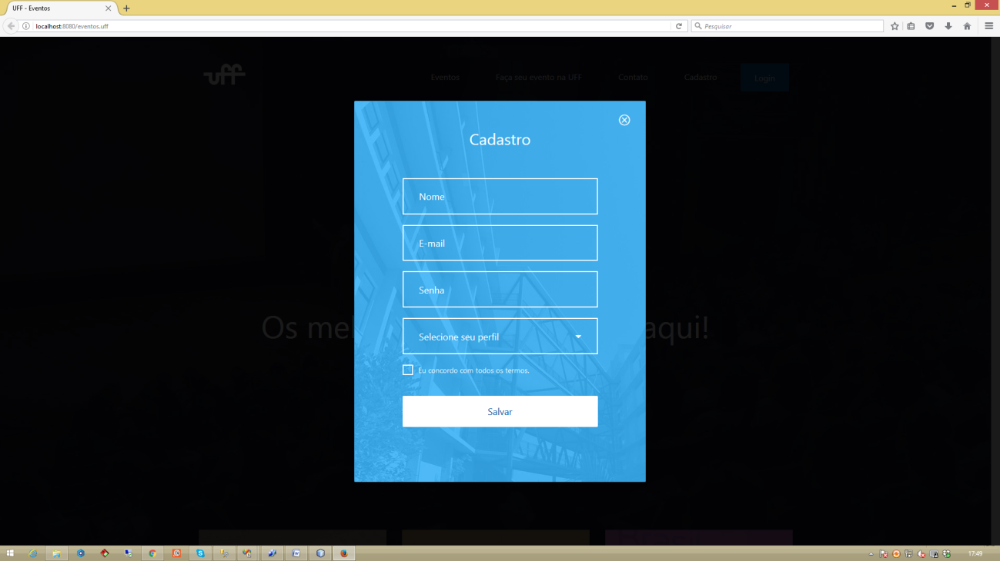 UFF - Eventos
localhost:8080/eventos.uff
Pesquisar
uff
Eventos
Faça seu evento na UFF
Contato
Cadastro
Login
Cadastro
Nome
E-mail
Senha
Selecione seu perfil
Os mel
aqui!
Eu concordo com todos os termos.
Salvar
17:49